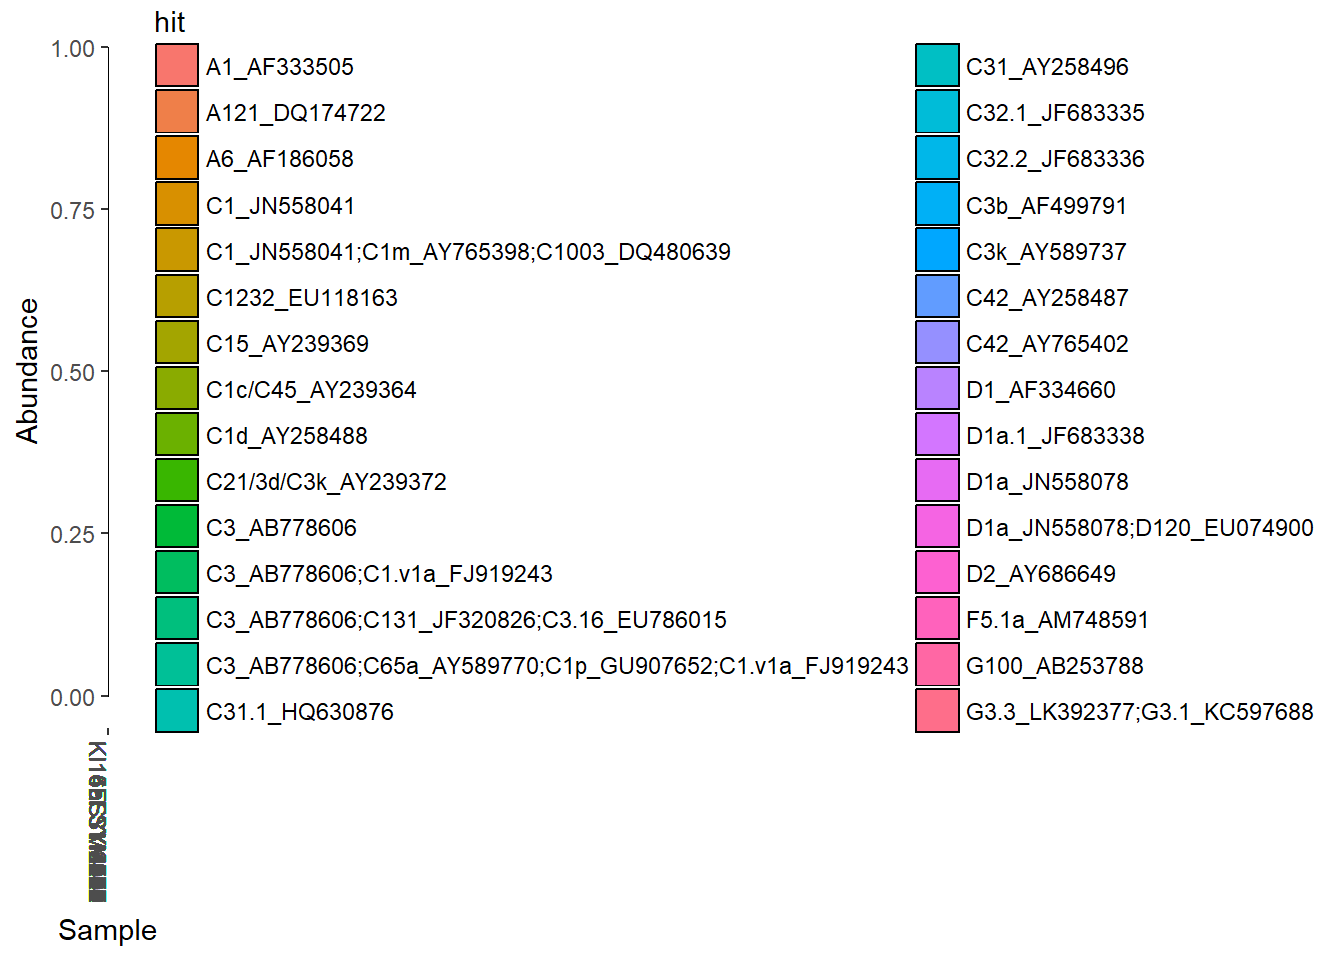 hit
1.00
0.75
0.50
0.25
0.00
Abundance
A1_AF333505
A121_DQ174722
A6_AF186058
C1_JN558041
C1_JN558041;C1m_AY765398;C1003_DQ480639
C1232_EU118163
C15_AY239369
C1c/C45_AY239364
C1d_AY258488
C21/3d/C3k_AY239372
C3_AB778606
C3_AB778606;C1.v1a_FJ919243
C3_AB778606;C131_JF320826;C3.16_EU786015
C3_AB778606;C65a_AY589770;C1p_GU907652;C1.v1a_FJ919243
C31.1_HQ630876
C31_AY258496
C32.1_JF683335
C32.2_JF683336
C3b_AF499791
C3k_AY589737
C42_AY258487
C42_AY765402
D1_AF334660
D1a.1_JF683338
D1a_JN558078
D1a_JN558078;D120_EU074900
D2_AY686649
F5.1a_AM748591
G100_AB253788
G3.3_LK392377;G3.1_KC597688
Sample